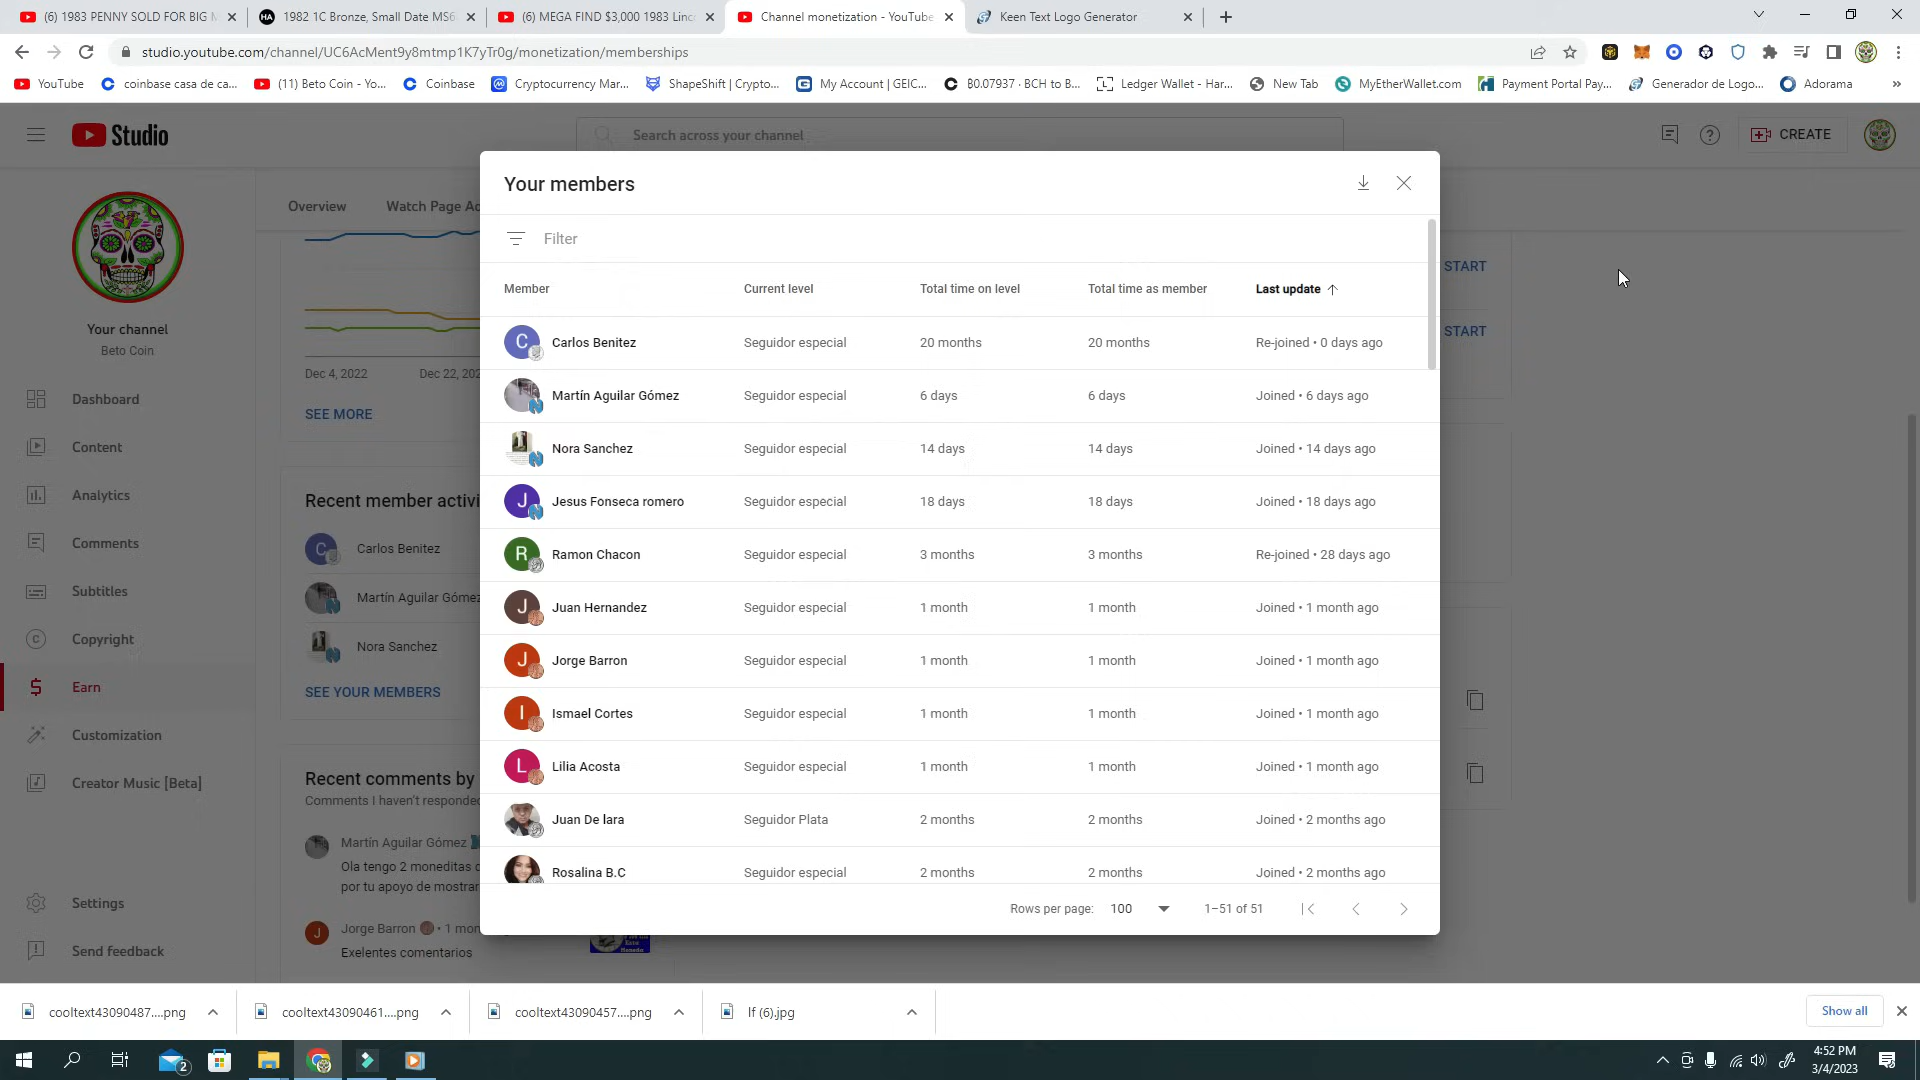 (6) 1983 PENNY SOLD FOR BIG M
1982 1C Bronze, Small Date MS6
(6) MEGA FIND $3,000 1983 Linc
Channel monetization - YouTube
Keen Text Logo Generator
studio.youtube.com/channel/UC6AcMent9y8mtmp1K7yTr0g/monetization/memberships
YouTube
coinbase casa de ca...
(11) Beto Coin - Yo...
Coinbase
Cryptocurrency Mar...
ShapeShift | Crypto...
My Account | GEIC...
₿0.07937 · BCH to B...
Ledger Wallet - Har...
New Tab
MyEtherWallet.com
Payment Portal Pay...
Generador de Logo...
Adorama
»
Studio
Search across your channel
CREATE
Your members
Filter
Member
Current level
Total time on level
Total time as member
Last update
Carlos Benitez
Seguidor especial
20 months
20 months
Re-joined • 0 days ago
Martín Aguilar Gómez
Seguidor especial
6 days
6 days
Joined • 6 days ago
Nora Sanchez
Seguidor especial
14 days
14 days
Joined • 14 days ago
Jesus Fonseca romero
Seguidor especial
18 days
18 days
Joined • 18 days ago
Ramon Chacon
Seguidor especial
3 months
3 months
Re-joined • 28 days ago
Juan Hernandez
Seguidor especial
1 month
1 month
Joined • 1 month ago
Jorge Barron
Seguidor especial
1 month
1 month
Joined • 1 month ago
Ismael Cortes
Seguidor especial
1 month
1 month
Joined • 1 month ago
Lilia Acosta
Seguidor especial
1 month
1 month
Joined • 1 month ago
Juan De lara
Seguidor Plata
2 months
2 months
Joined • 2 months ago
Rosalina B.C
Seguidor especial
2 months
2 months
Joined • 2 months ago
Rows per page:
100
1–51 of 51
Your channel
Beto Coin
Dashboard
Content
Analytics
Comments
Subtitles
Copyright
Earn
Customization
Creator Music [Beta]
Settings
Send feedback
Overview
Watch Page Ad
Dec 4, 2022
Dec 22, 202
SEE MORE
Recent member activi
Carlos Benitez
Martín Aguilar Gómez
Nora Sanchez
SEE YOUR MEMBERS
Recent comments by
Comments I haven't responded
Martín Aguilar Gómez
Ola tengo 2 moneditas
por tu apoyo de mostrar
Jorge Barron • 1 mon
Exelentes comentarios
START
START
cooltext43090487....png
cooltext43090461....png
cooltext43090457....png
If (6).jpg
Show all
2
4:52 PM
3/4/2023